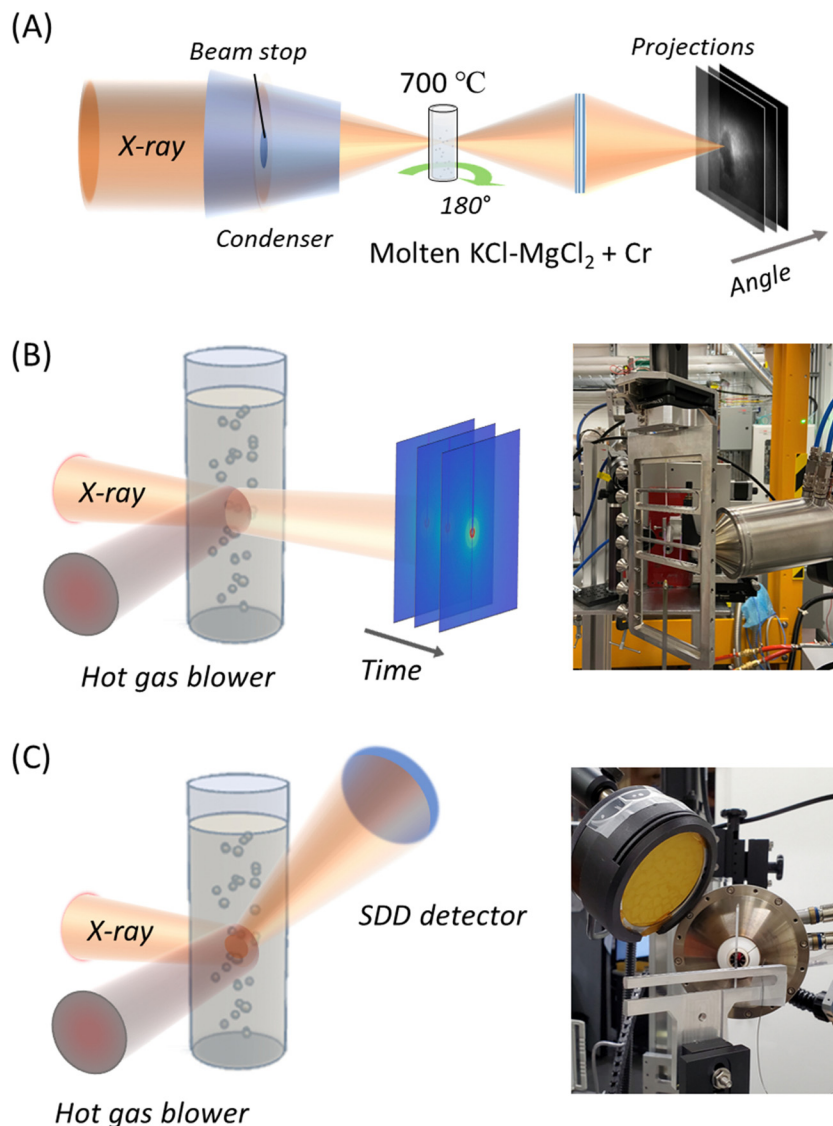 (A)
Beam stop
700 °C
Projections
X-ray
180°
Condenser
Molten KCl-MgCl₂ + Cr
Angle
(B)
X-ray
Time
Hot gas blower
(C)
SDD detector
X-ray
Hot gas blower